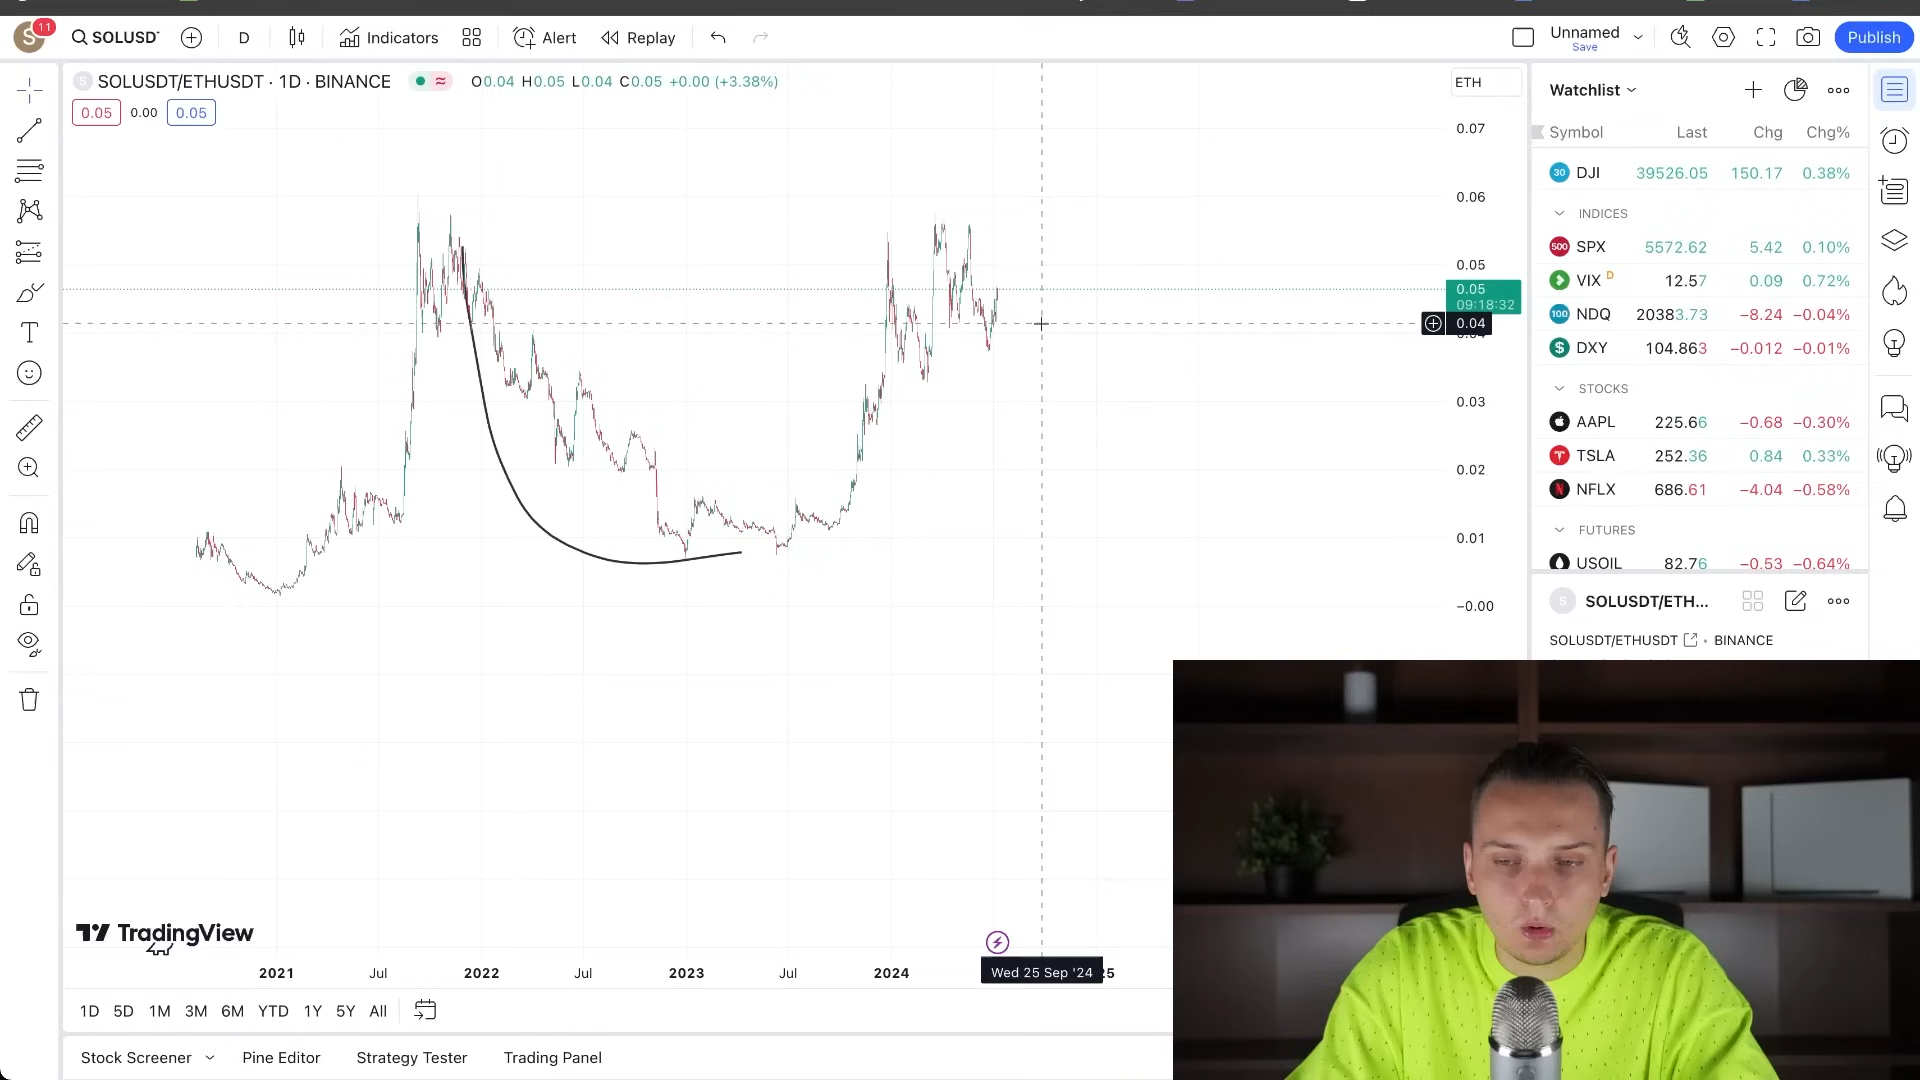 S 11 SOLUSDT D Indicators Alert Replay Unnamed Save Publish
S SOLUSDT/ETHUSDT · 1D · BINANCE O0.04 H0.05 L0.04 C0.05 +0.00 (+3.38%) ETH
0.05 0.00 0.05
0.07
0.06
0.05
0.05
09:18:32
0.04
0.03
0.02
0.01
−0.00
Watchlist
Symbol Last Chg Chg%
30 DJI 39526.05 150.17 0.38%
INDICES
500 SPX 5572.62 5.42 0.10%
VIX D 12.57 0.09 0.72%
100 NDQ 20383.73 −8.24 −0.04%
$ DXY 104.863 −0.012 −0.01%
STOCKS
AAPL 225.66 −0.68 −0.30%
TSLA 252.36 0.84 0.33%
N NFLX 686.61 −4.04 −0.58%
FUTURES
USOIL 82.76 −0.53 −0.64%
S SOLUSDT/ETH...
SOLUSDT/ETHUSDT · BINANCE
TradingView
2021 Jul 2022 Jul 2023 Jul 2024 Wed 25 Sep '24
1D 5D 1M 3M 6M YTD 1Y 5Y All
Stock Screener Pine Editor Strategy Tester Trading Panel